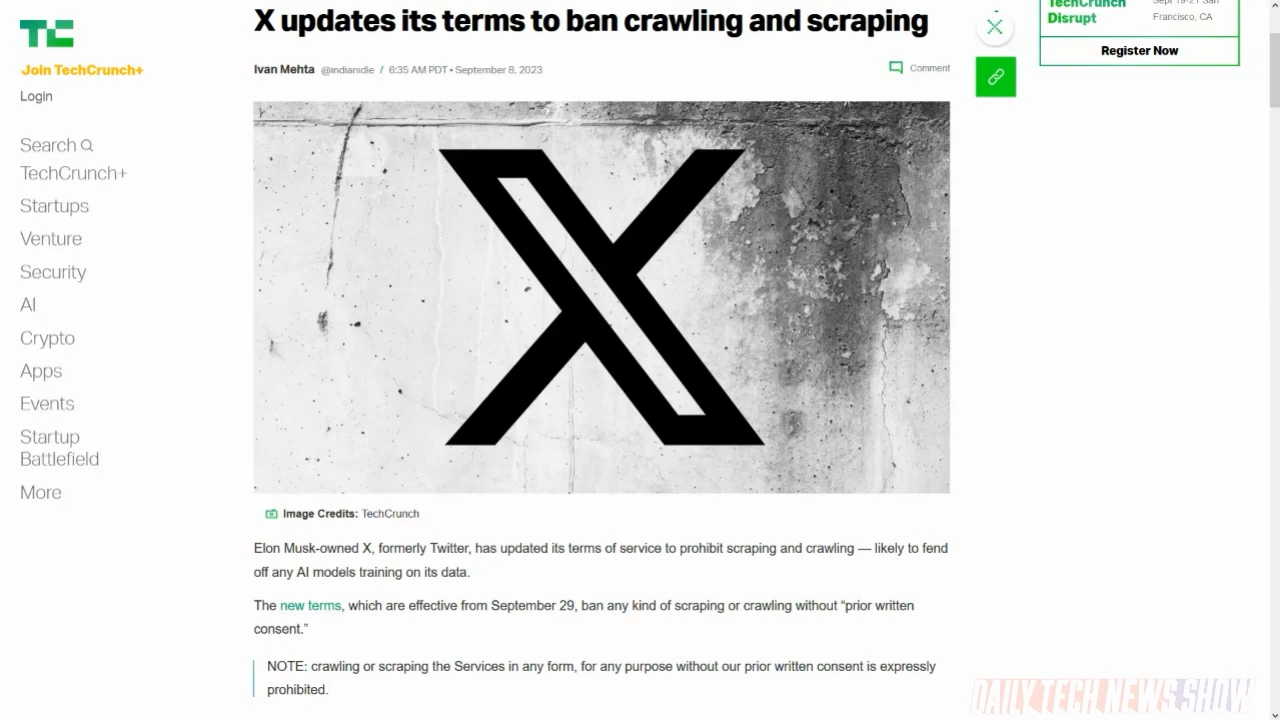 X updates its terms to ban crawling and scraping
TechCrunch
Disrupt
Sept 19-21 San
Francisco, CA
Register Now
TC
Join TechCrunch+
Login
Search
TechCrunch+
Startups
Venture
Security
AI
Crypto
Apps
Events
Startup
Battlefield
More
Ivan Mehta @indianidle / 6:35 AM PDT • September 8, 2023
Comment
X
Image Credits: TechCrunch
Elon Musk-owned X, formerly Twitter, has updated its terms of service to prohibit scraping and crawling — likely to fend
off any AI models training on its data.
The new terms, which are effective from September 29, ban any kind of scraping or crawling without “prior written
consent.”
NOTE: crawling or scraping the Services in any form, for any purpose without our prior written consent is expressly
prohibited.
DAILY TECH NEWS SHOW